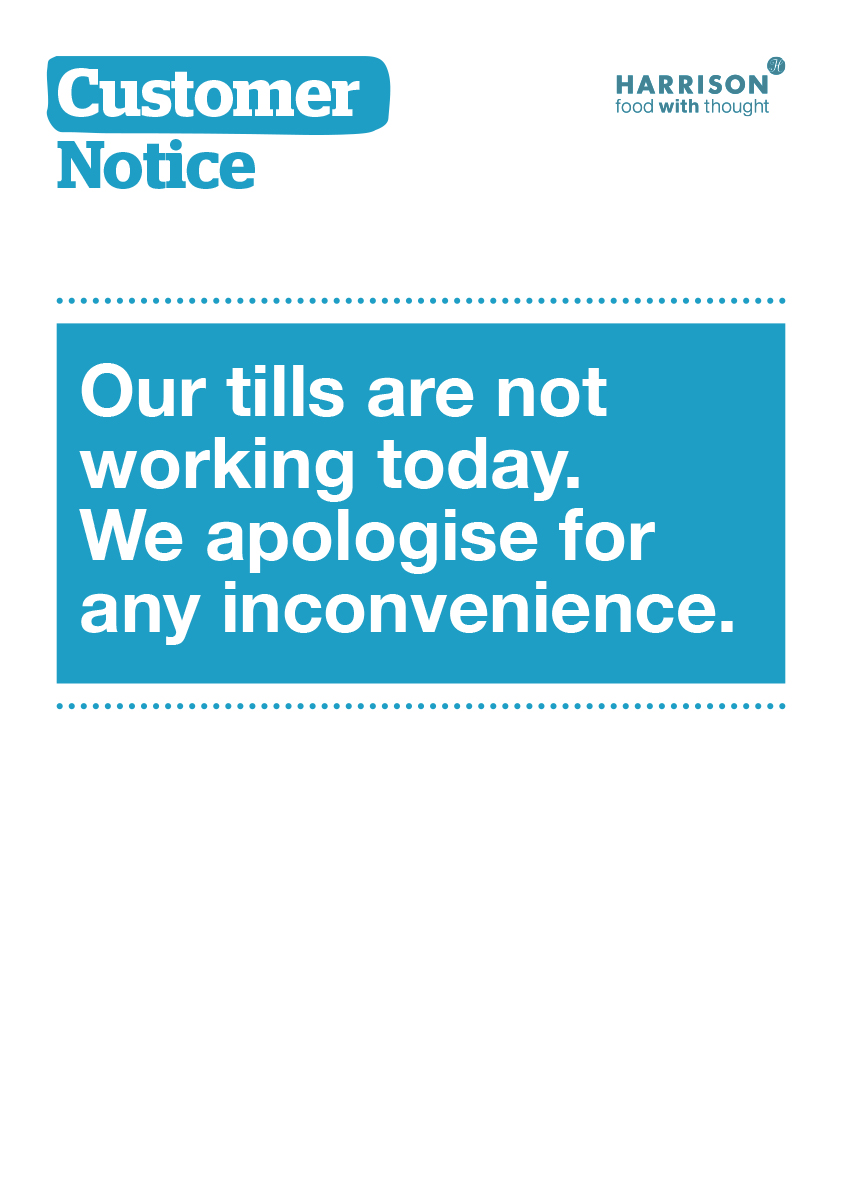 Customer
Notice
H
HARRISON
food with thought
Our tills are not
working today.
We apologise for
any inconvenience.